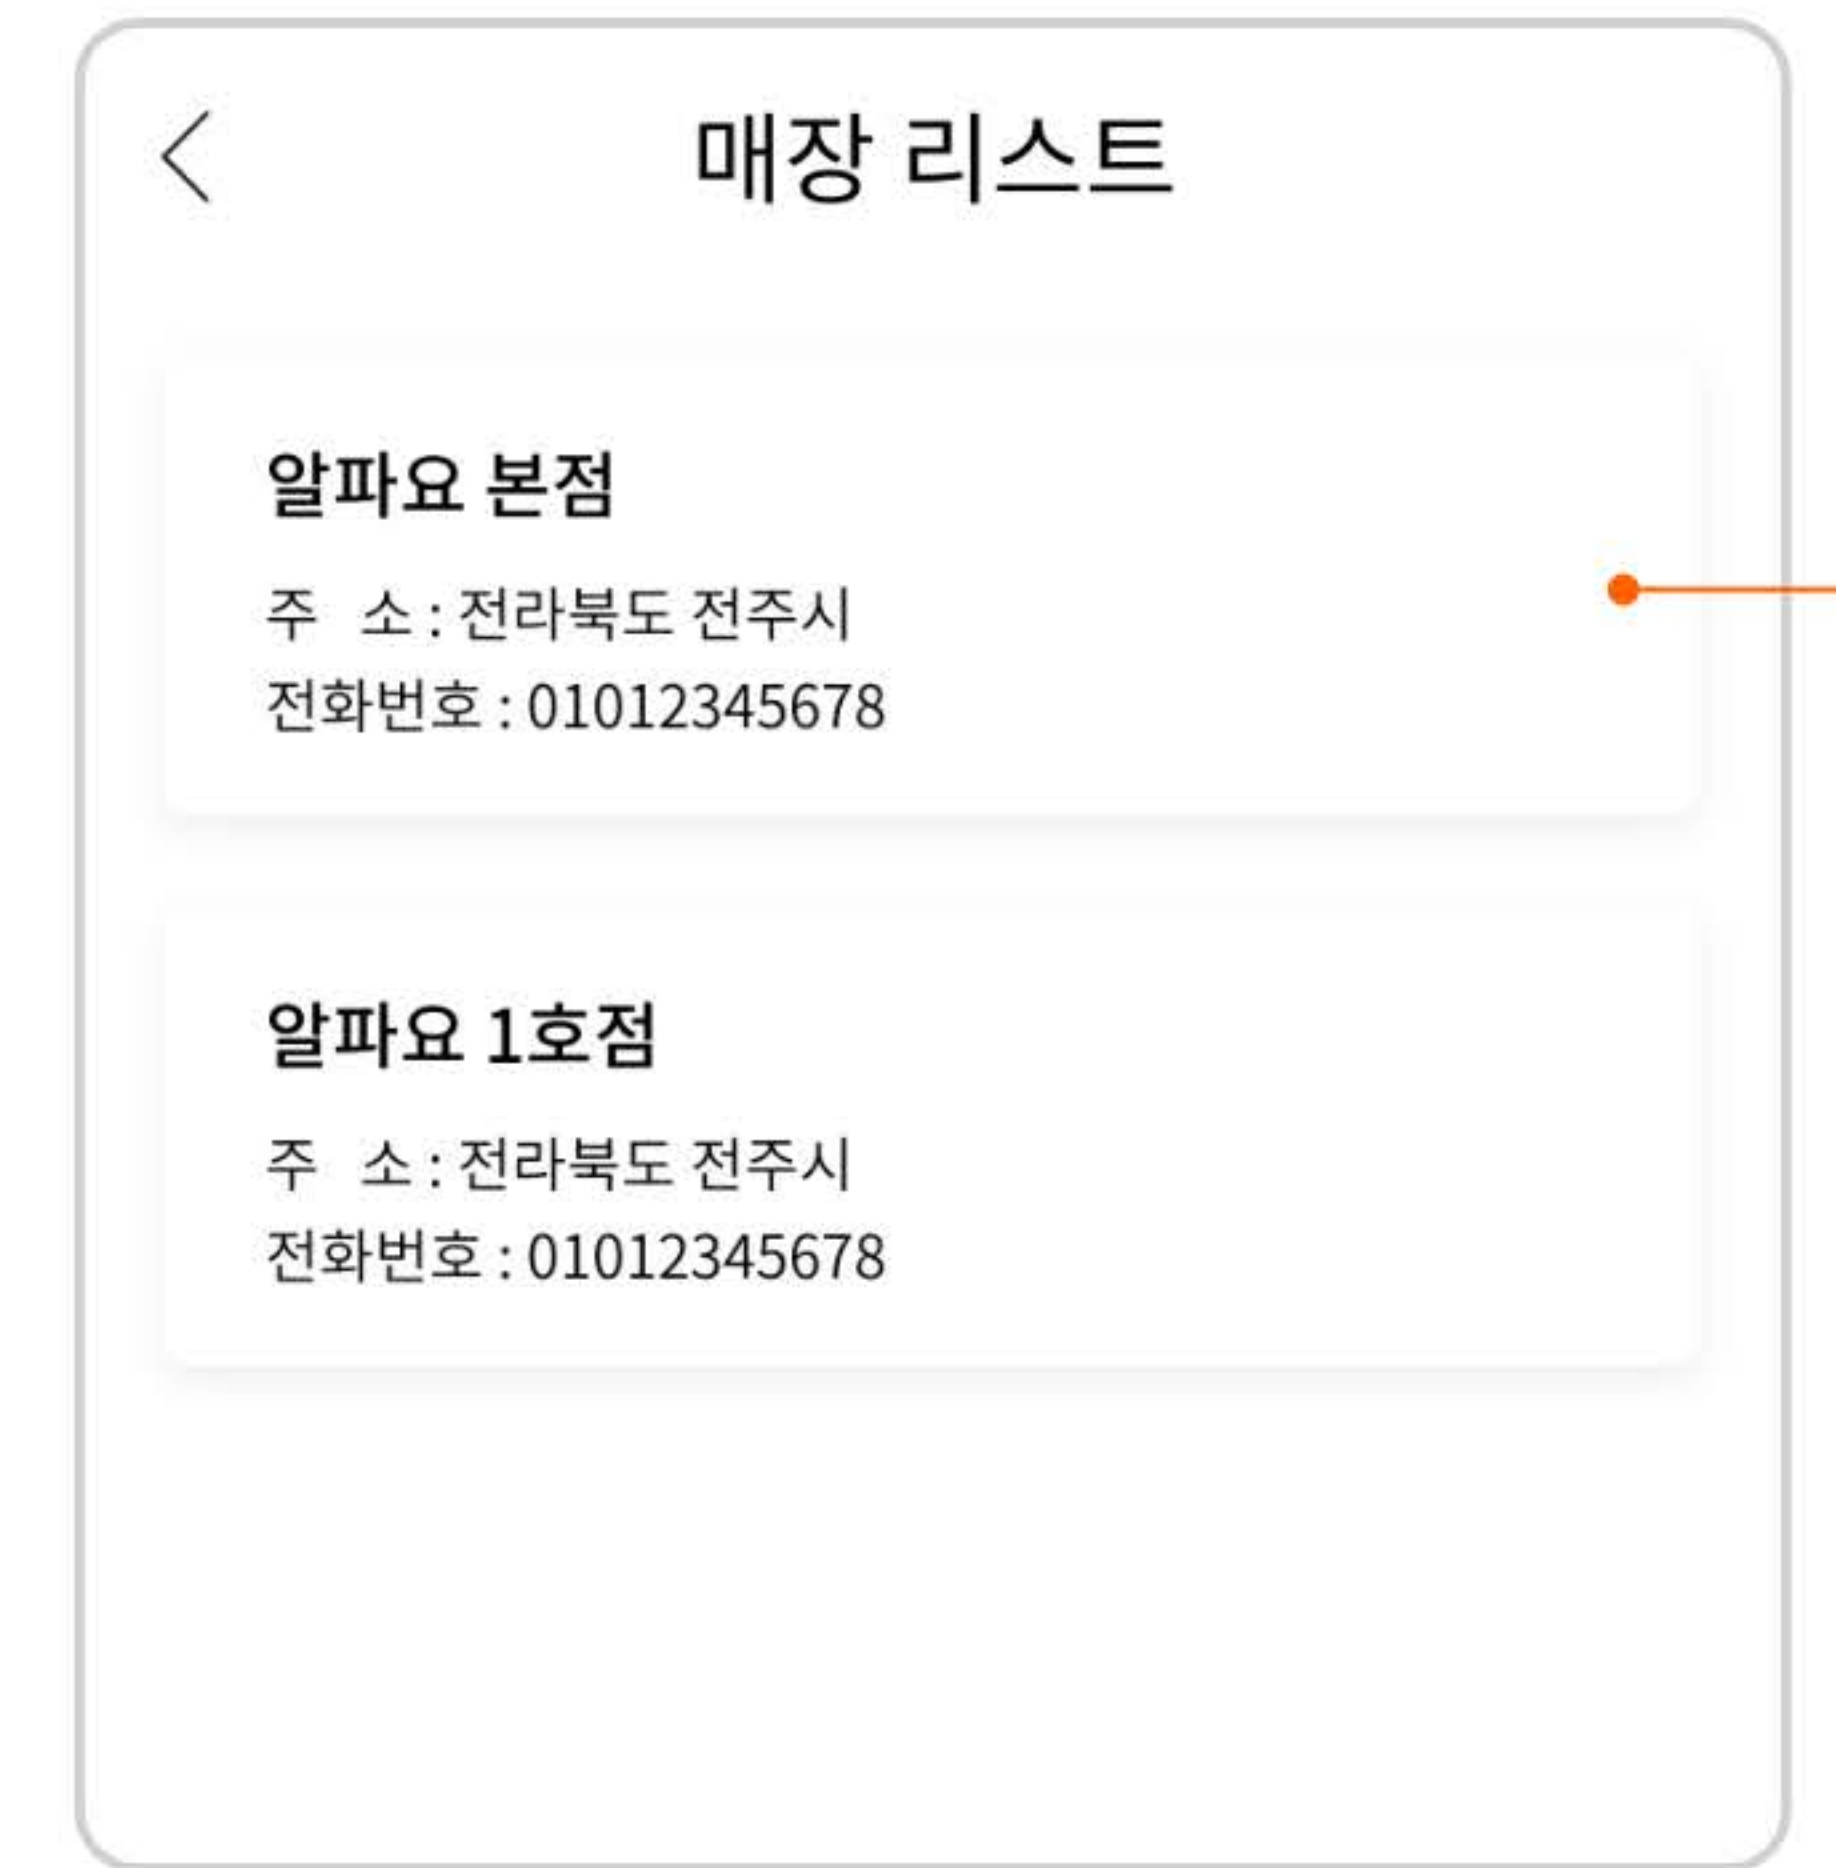 매장 리스트
알파요 본점
주 소 : 전라북도 전주시
전화번호 : 01012345678
알파요 1호점
주 소 : 전라북도 전주시
전화번호 : 01012345678